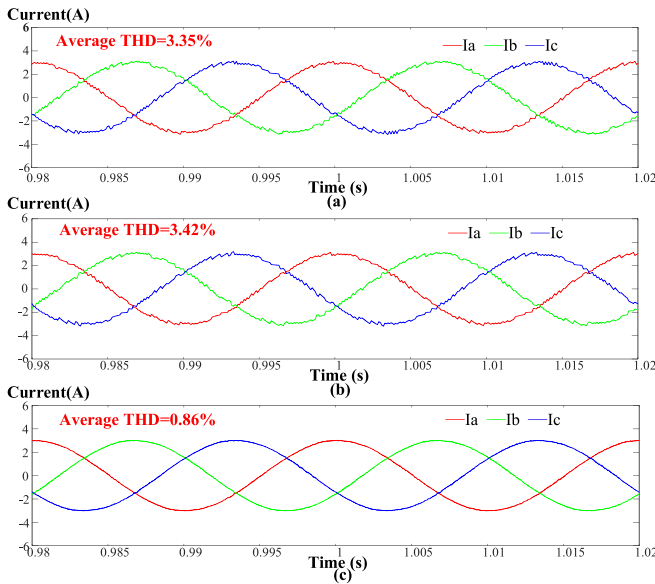 Current(A)
6
Average THD=3.35%
Ia Ib Ic
4
2
0
-2
-4
-6
0.98 0.985 0.99 0.995 1 1.005 1.01 1.015 1.02
Time (s)
(a)
Current(A)
6
Average THD=3.42%
Ia Ib Ic
4
2
0
-2
-4
-6
0.98 0.985 0.99 0.995 1 1.005 1.01 1.015 1.02
Time (s)
(b)
Current(A)
6
Average THD=0.86%
Ia Ib Ic
4
2
0
-2
-4
-6
0.98 0.985 0.99 0.995 1 1.005 1.01 1.015 1.02
Time (s)
(c)